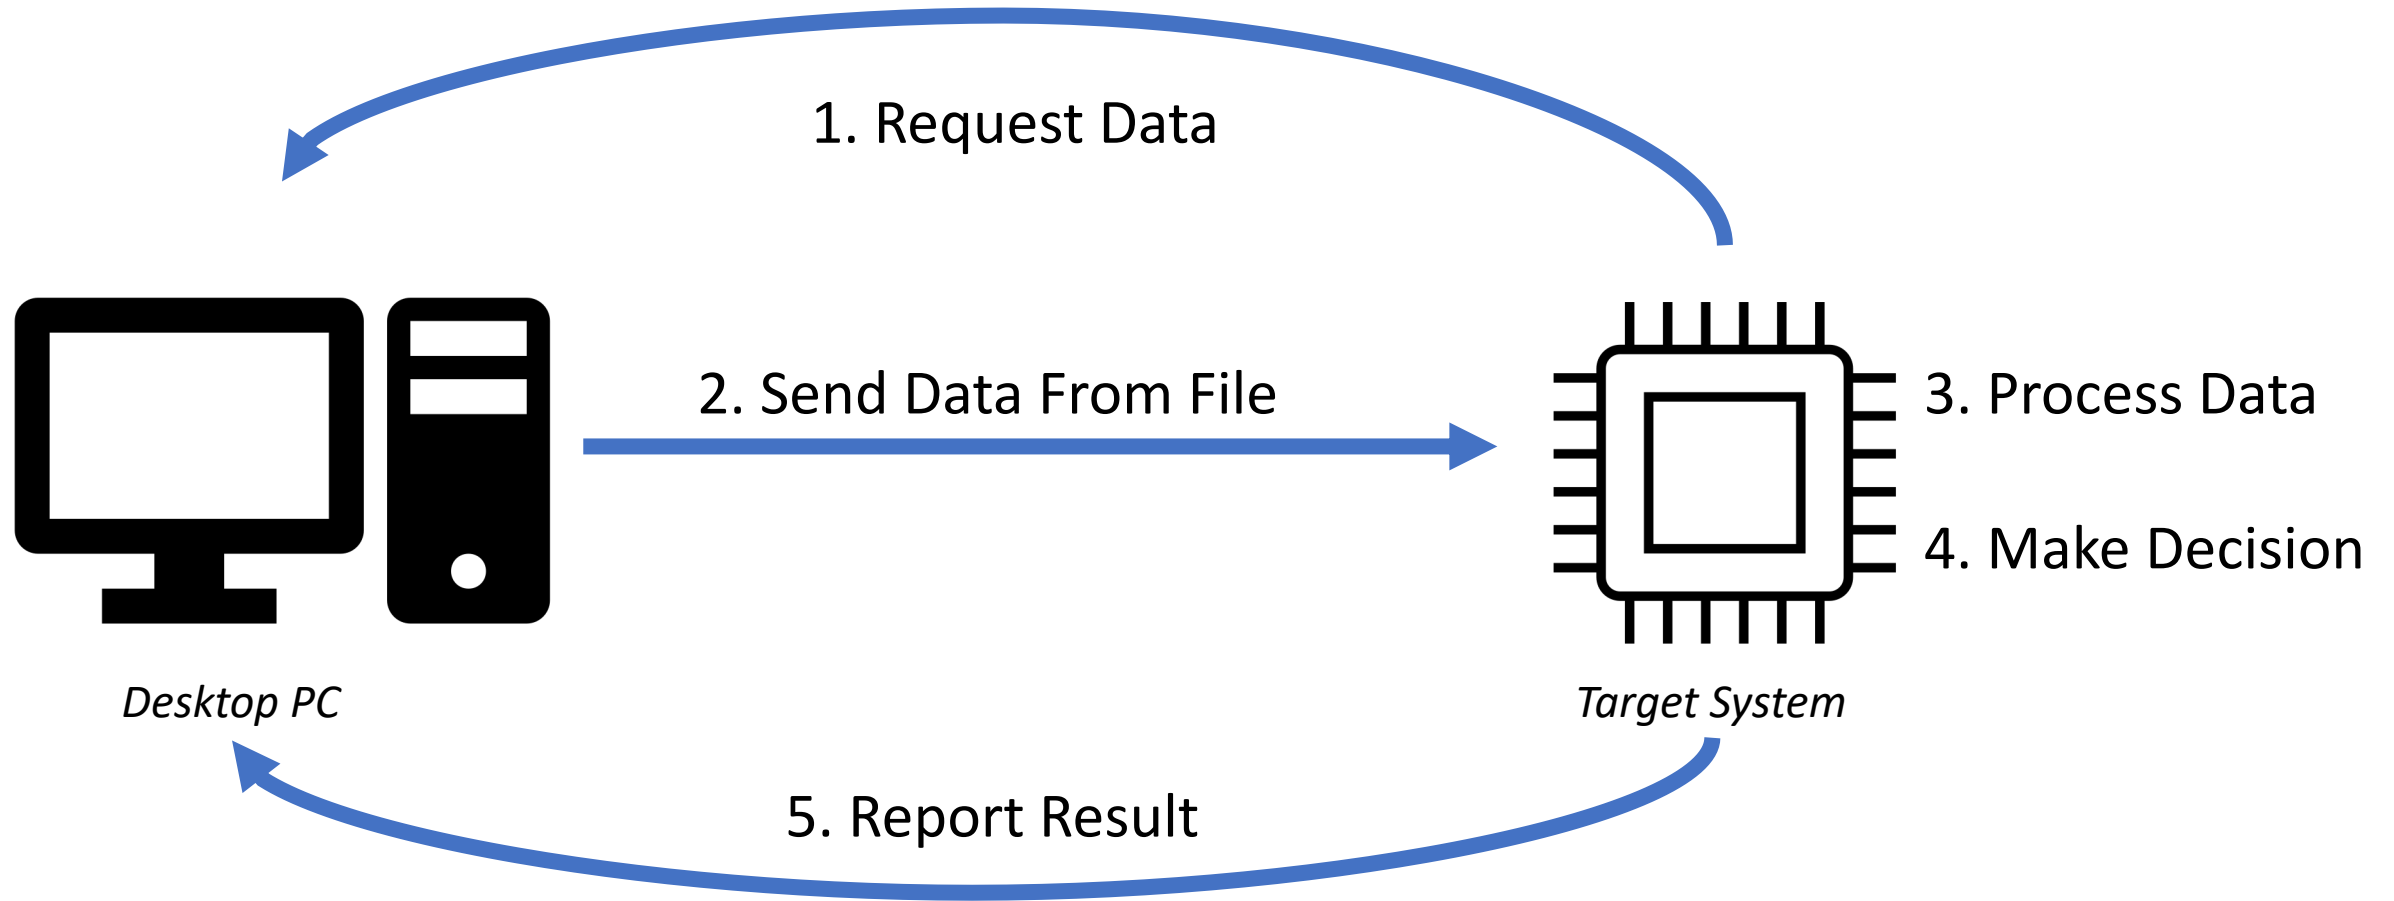 1. Request Data
2. Send Data From File
3. Process Data
4. Make Decision
Desktop PC
Target System
5. Report Result